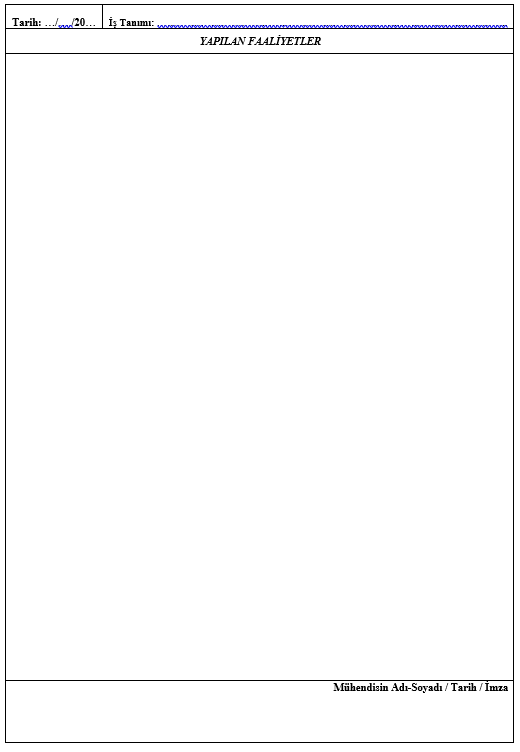 Tarih: …/…/20… İş Tanımı: ……………………………………………………………………
YAPILAN FAALİYETLER
Mühendisin Adı-Soyadı / Tarih / İmza